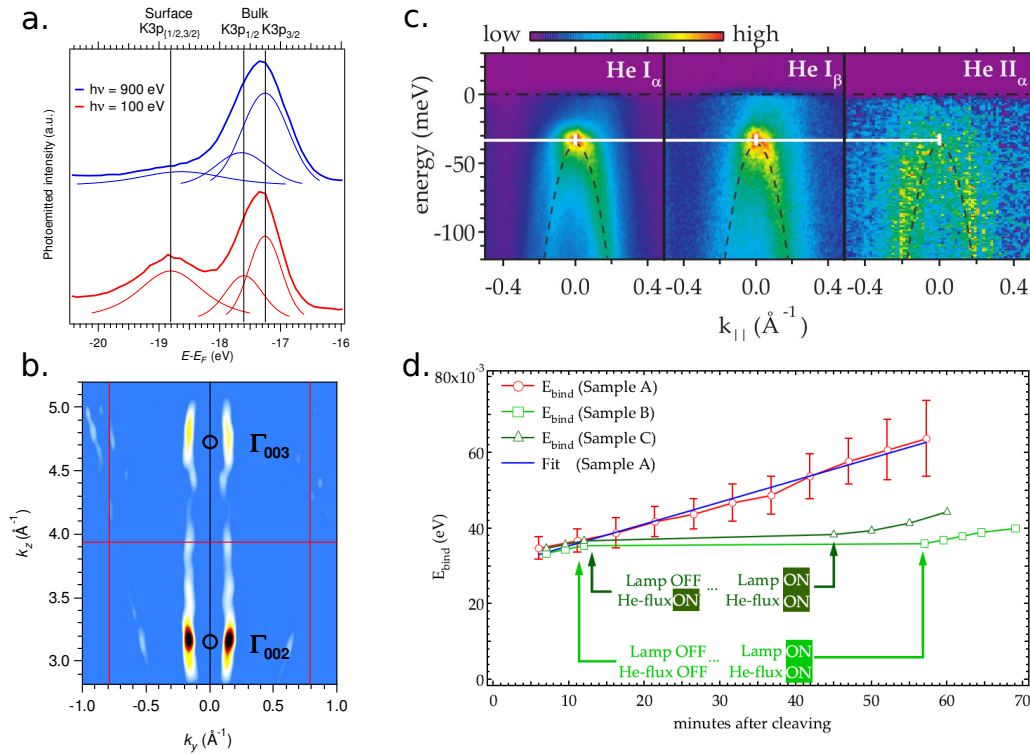 a.
Surface
K3p{1/2,3/2}
Bulk
K3p1/2 K3p3/2
hν = 900 eV
hν = 100 eV
Photoemitted intensity (a.u.)
-20 -19 -18 -17 -16
E-EF (eV)
c.
low high
He Iα He Iβ He IIα
0
-50
-100
energy (meV)
-0.4 0.0 0.4 -0.4 0.0 0.4 -0.4 0.0 0.4
k|| (Å-1)
b.
5.0
4.5
4.0
3.5
3.0
kz (Å-1)
Γ003
Γ002
-1.0 -0.5 0.0 0.5 1.0
ky (Å-1)
d.
80x10-3
60
40
20
0
Ebind (eV)
Ebind (Sample A)
Ebind (Sample B)
Ebind (Sample C)
Fit (Sample A)
Lamp OFF ... Lamp ON
He-flux ON He-flux ON
Lamp OFF... Lamp ON
He-flux OFF He-flux ON
0 10 20 30 40 50 60 70
minutes after cleaving